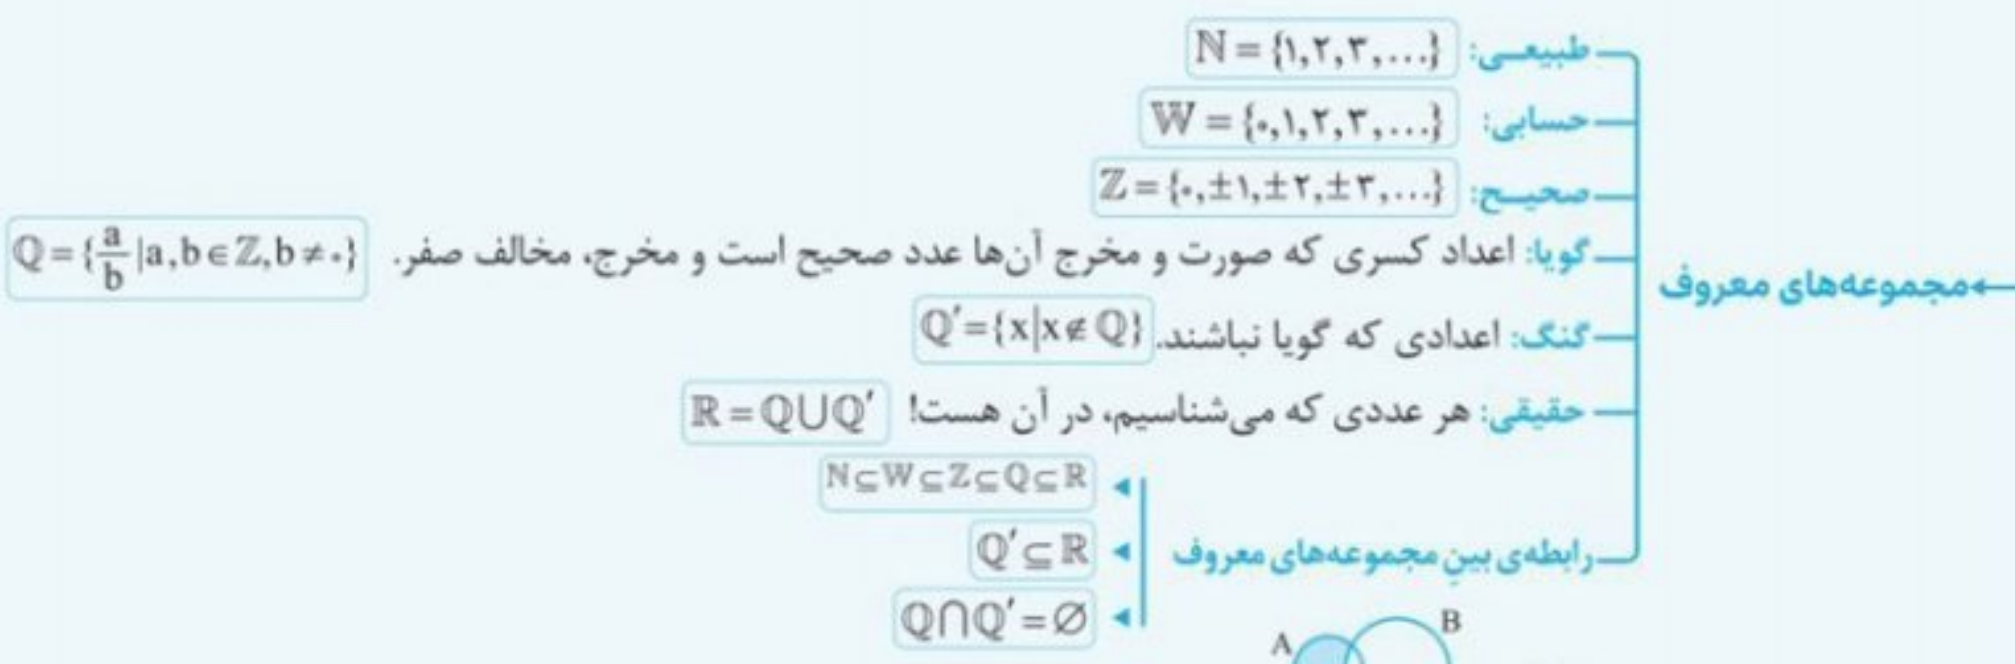 مجموعه‌های معروف
طبیعی: N = {۱,۲,۳,...}
حسابی: W = {۰,۱,۲,۳,...}
صحیح: Z = {۰,±۱,±۲,±۳,...}
گویا: اعداد کسری که صورت و مخرج آن‌ها عدد صحیح است و مخرج، مخالف صفر. Q = {a/b | a,b ∈ Z, b ≠ ۰}
گنگ: اعدادی که گویا نباشند. Q′ = {x | x ∉ Q}
حقیقی: هر عددی که می‌شناسیم، در آن هست! R = Q ∪ Q′
رابطه‌ی بینِ مجموعه‌های معروف
N ⊆ W ⊆ Z ⊆ Q ⊆ R
Q′ ⊆ R
Q ∩ Q′ = ∅
A B